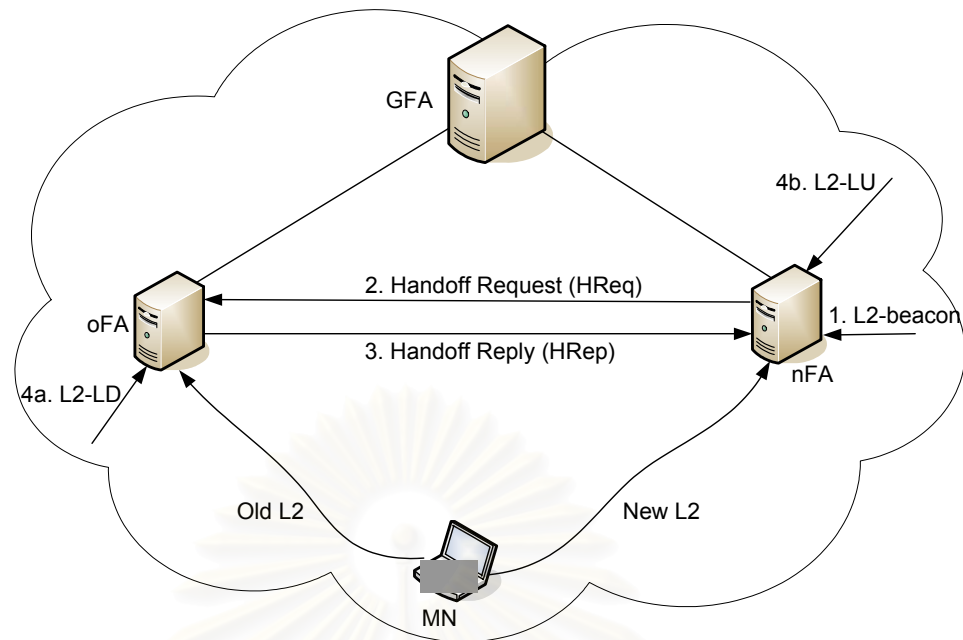 GFA
4b. L2-LU
2. Handoff Request (HReq)
oFA
1. L2-beacon
3. Handoff Reply (HRep)
nFA
4a. L2-LD
Old L2
New L2
MN